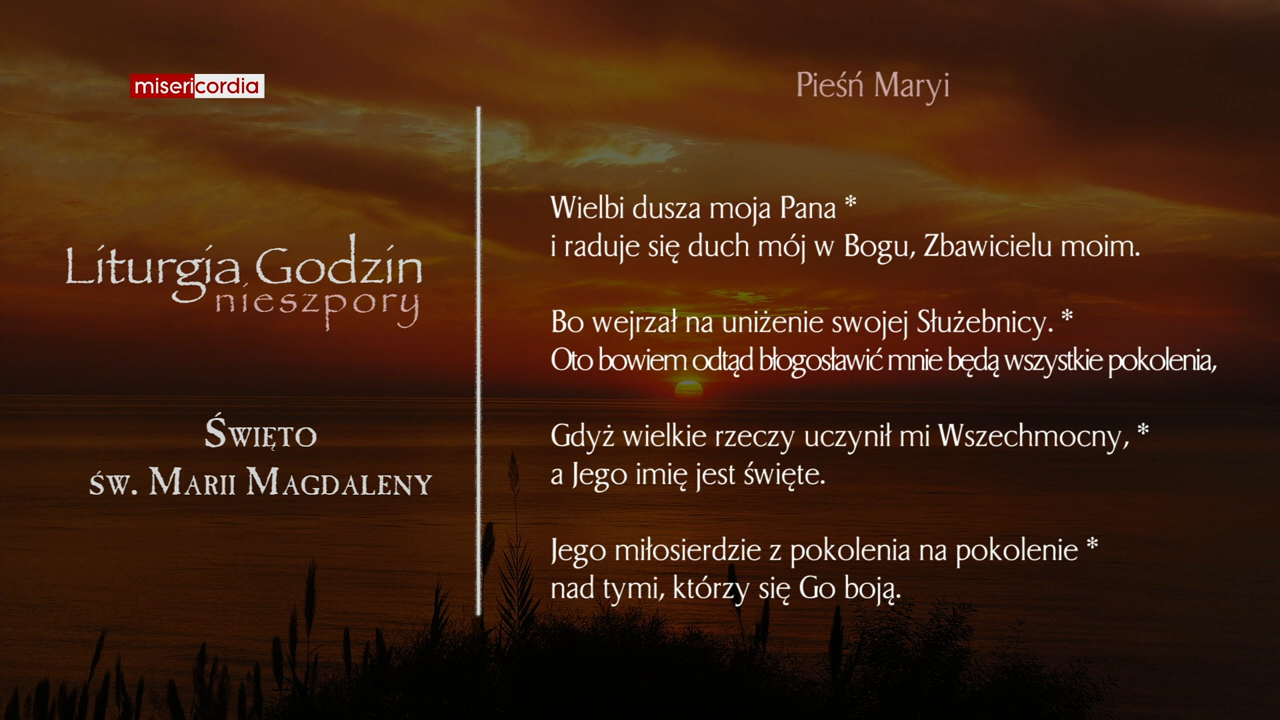 misericordia
Liturgia Godzin
nieszpory
Święto
św. Marii Magdaleny
Pieśń Maryi
Wielbi dusza moja Pana *
i raduje się duch mój w Bogu, Zbawicielu moim.
Bo wejrzał na uniżenie swojej Służebnicy. *
Oto bowiem odtąd błogosławić mnie będą wszystkie pokolenia,
Gdyż wielkie rzeczy uczynił mi Wszechmocny, *
a Jego imię jest święte.
Jego miłosierdzie z pokolenia na pokolenie *
nad tymi, którzy się Go boją.